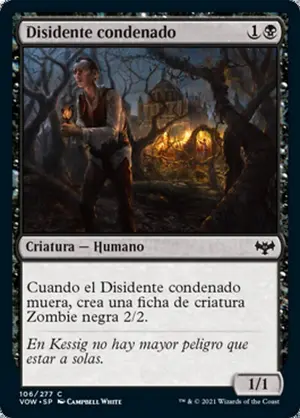 Disidente condenado 1
Criatura — Humano
Cuando el Disidente condenado
muera, crea una ficha de criatura
Zombie negra 2/2.
En Kessig no hay mayor peligro que
estar a solas.
1/1
106/277 C
VOW • SP CAMPBELL WHITE
™ & © 2021 Wizards of the Coast